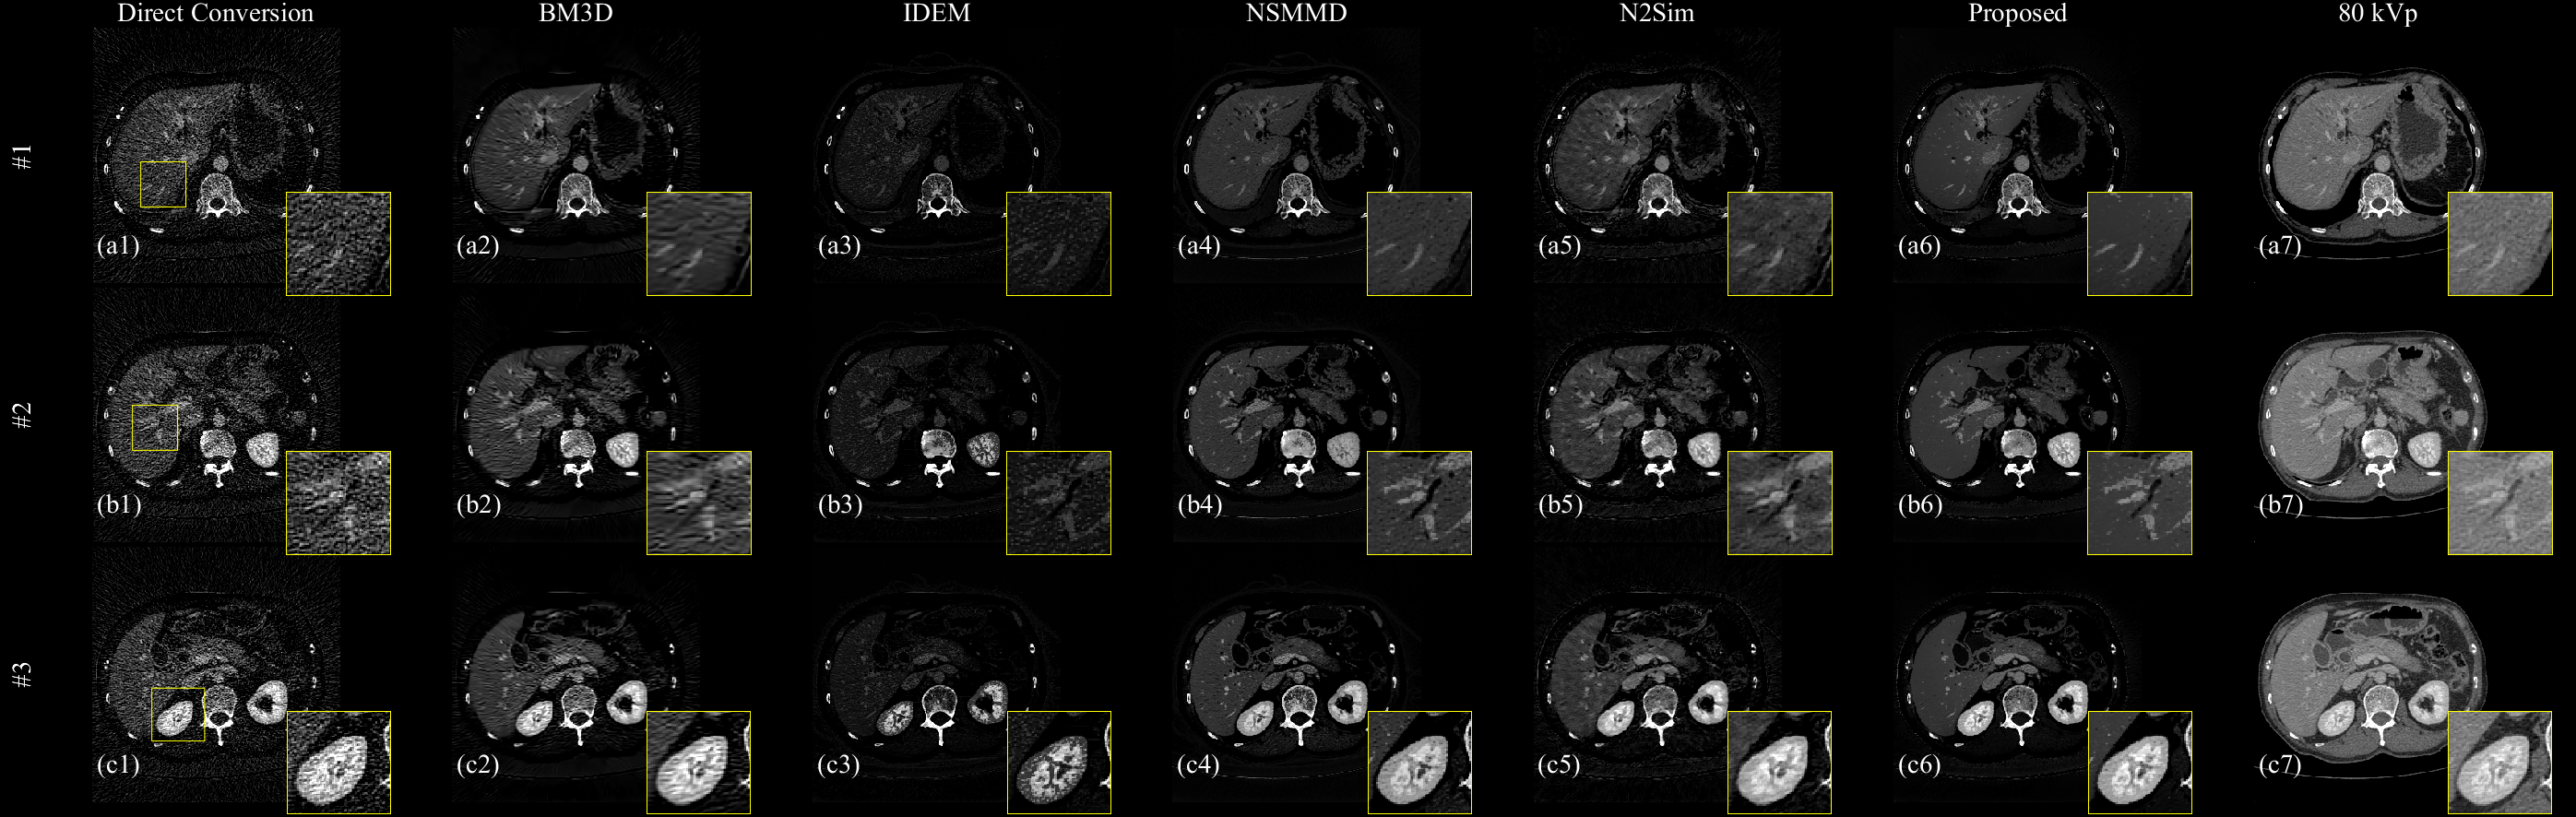 Direct Conversion BM3D IDEM NSMMD N2Sim Proposed 80 kVp
#1
(a1) (a2) (a3) (a4) (a5) (a6) (a7)
#2
(b1) (b2) (b3) (b4) (b5) (b6) (b7)
#3
(c1) (c2) (c3) (c4) (c5) (c6) (c7)